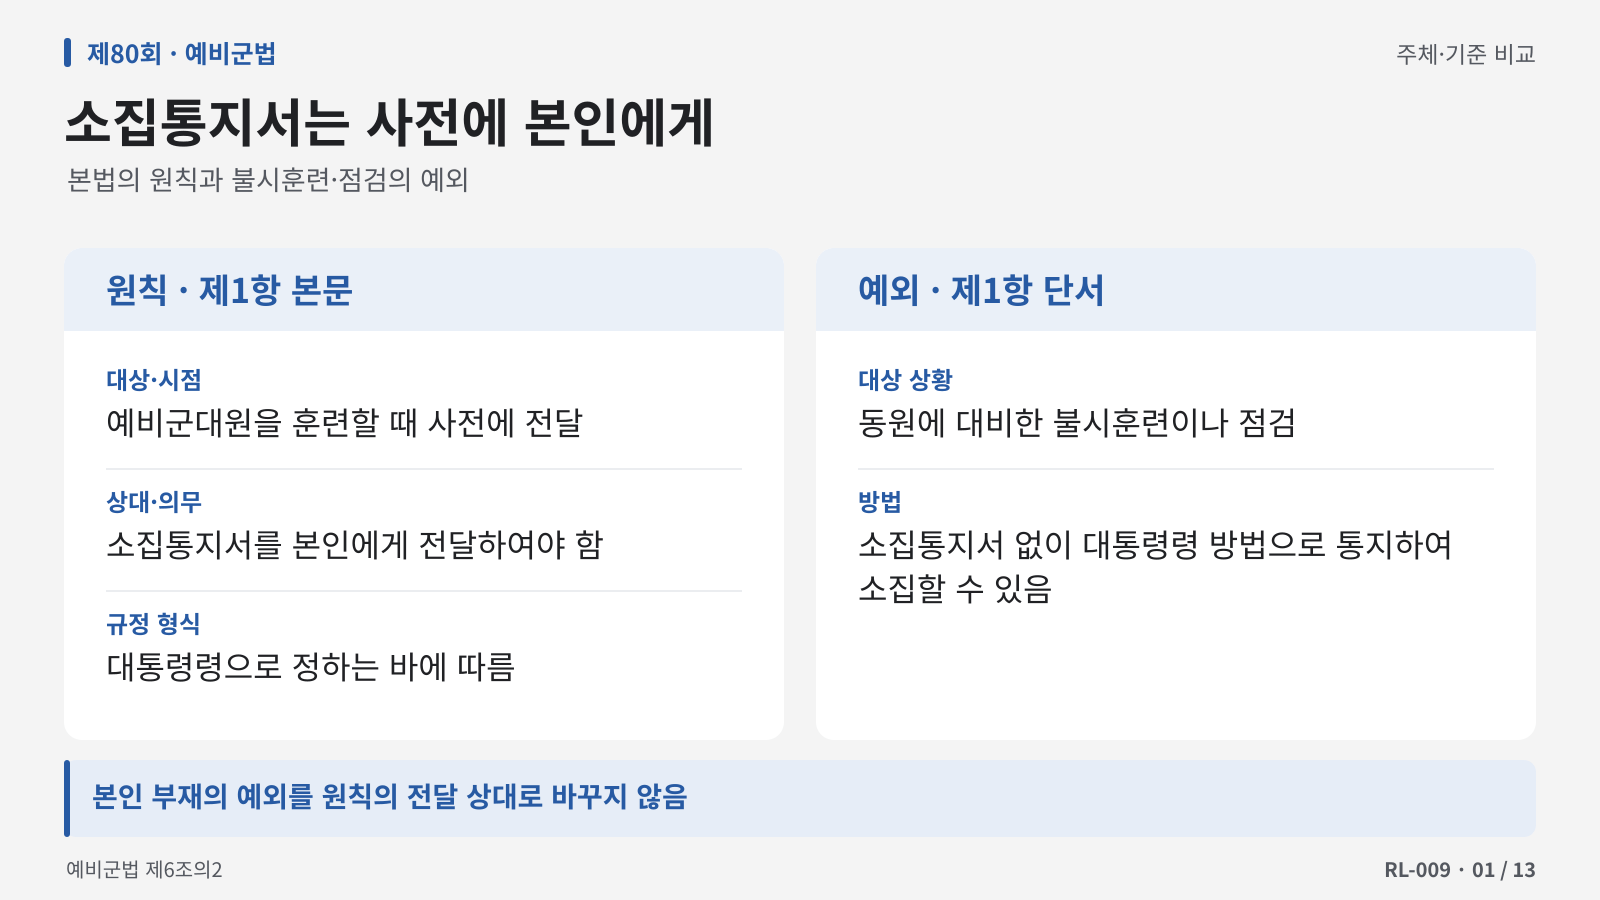 제80회 · 예비군법
주체·기준 비교
소집통지서는 사전에 본인에게
본법의 원칙과 불시훈련·점검의 예외
원칙 · 제1항 본문
대상·시점
예비군대원을 훈련할 때 사전에 전달
상대·의무
소집통지서를 본인에게 전달하여야 함
규정 형식
대통령령으로 정하는 바에 따름
예외 · 제1항 단서
대상 상황
동원에 대비한 불시훈련이나 점검
방법
소집통지서 없이 대통령령 방법으로 통지하여
소집할 수 있음
본인 부재의 예외를 원칙의 전달 상대로 바꾸지 않음
예비군법 제6조의2
RL-009 · 01 / 13